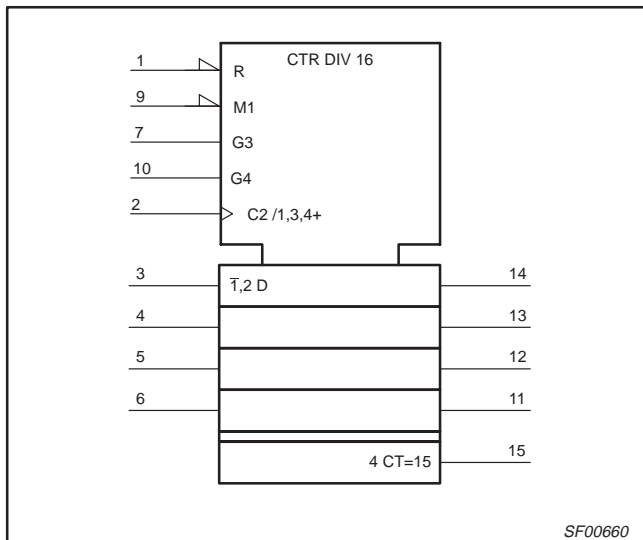 CTR DIV 16
1 R
9 M1
7 G3
10 G4
2 C2 /1,3,4+
3 1̅,2 D 14
4 13
5 12
6 11
4 CT=15 15
SF00660